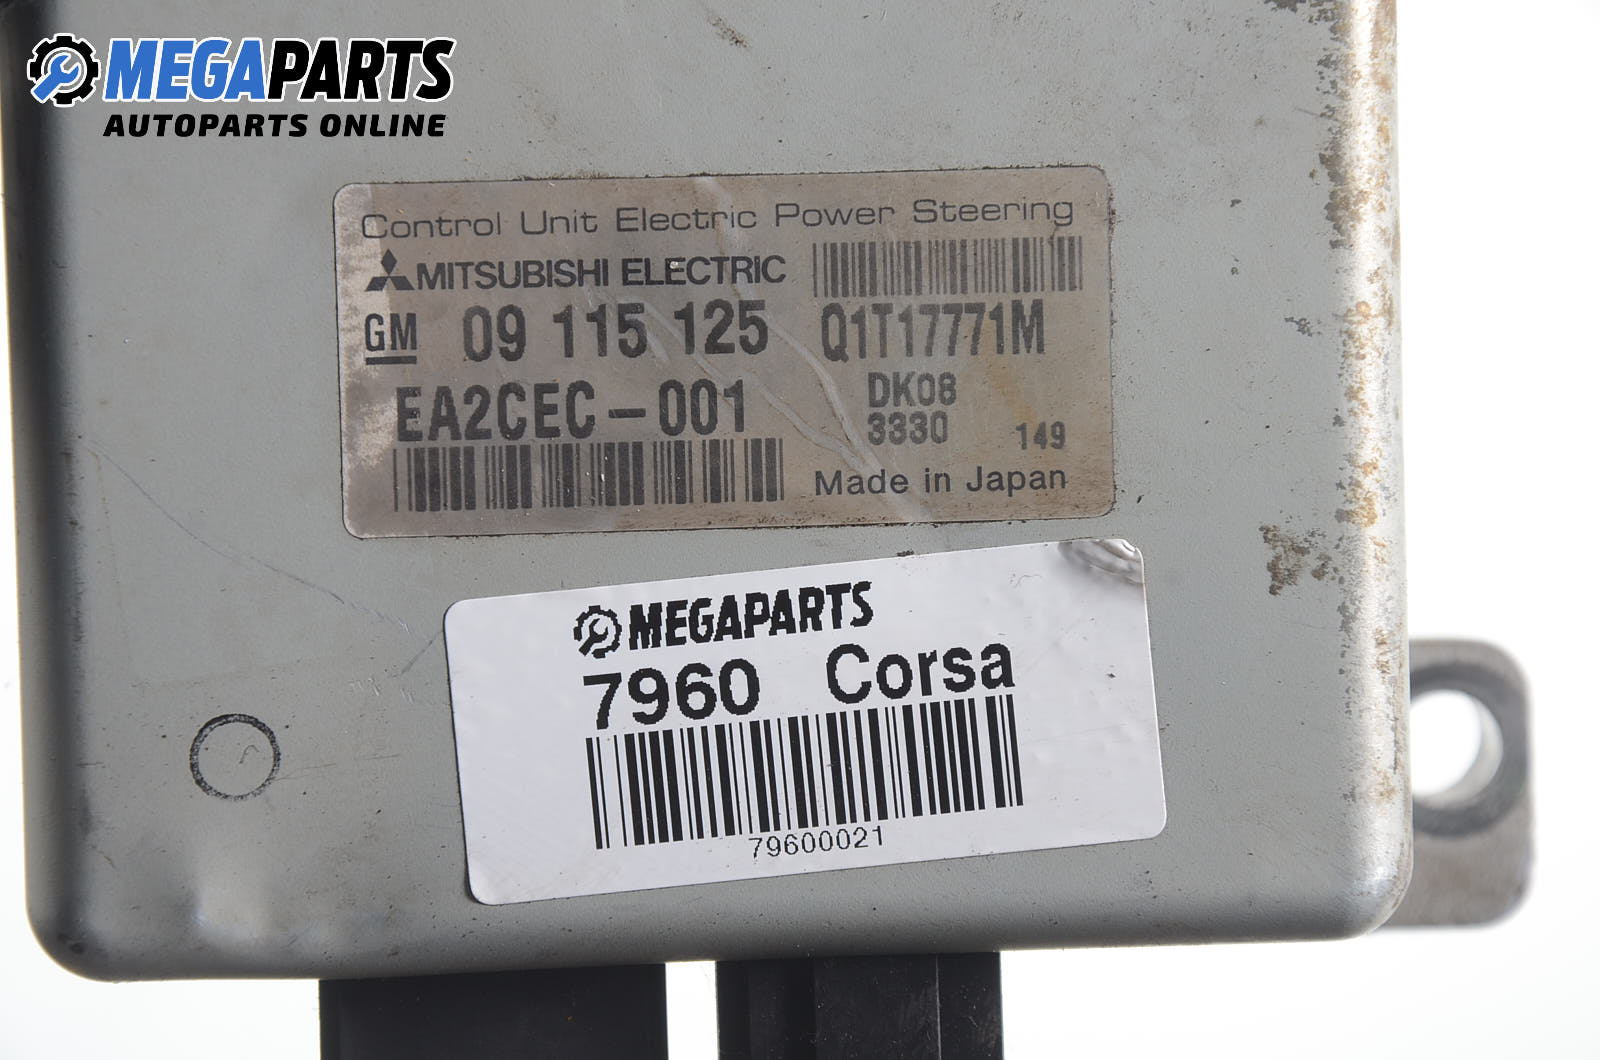 MEGAPARTS
AUTOPARTS ONLINE
Control Unit Electric Power Steering
MITSUBISHI ELECTRIC
GM 09 115 125 Q1T17771M
EA2CEC-001 DK08
3330 149
Made in Japan
MEGAPARTS
7960 Corsa
79600021